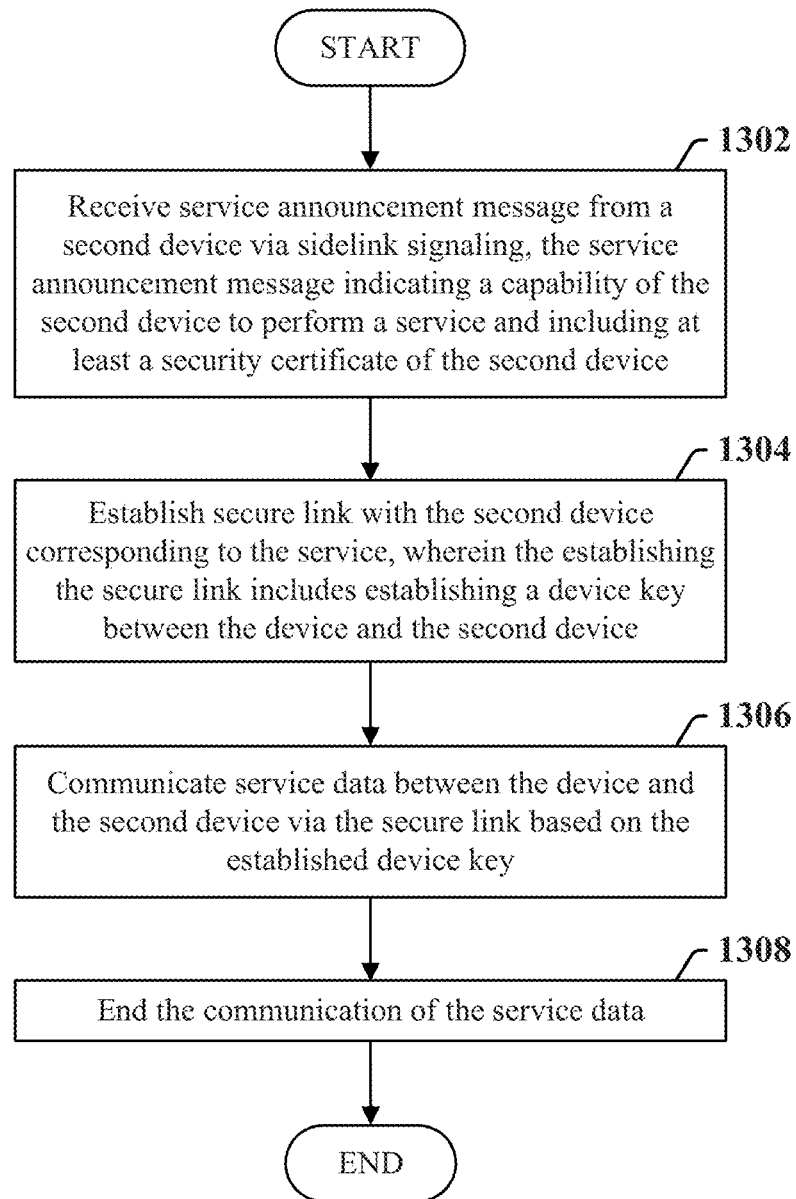 START
1302
Receive service announcement message from a
second device via sidelink signaling, the service
announcement message indicating a capability of the
second device to perform a service and including at
least a security certificate of the second device
1304
Establish secure link with the second device
corresponding to the service, wherein the establishing
the secure link includes establishing a device key
between the device and the second device
1306
Communicate service data between the device and
the second device via the secure link based on the
established device key
1308
End the communication of the service data
END